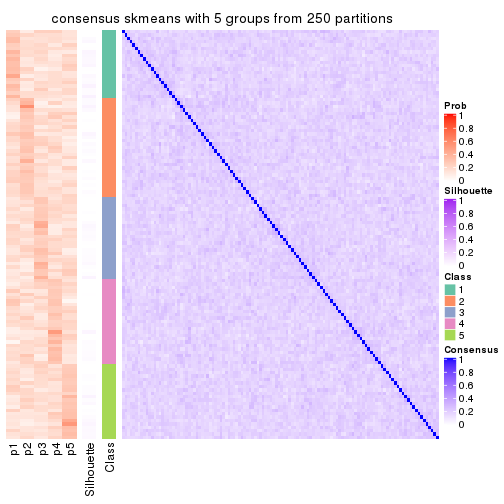 consensus skmeans with 5 groups from 250 partitions
p1
p2
p3
p4
p5
Silhouette
Class
Prob
1
0.8
0.6
0.4
0.2
0
Silhouette
1
0.8
0.6
0.4
0.2
0
Class
1
2
3
4
5
Consensus
1
0.8
0.6
0.4
0.2
0